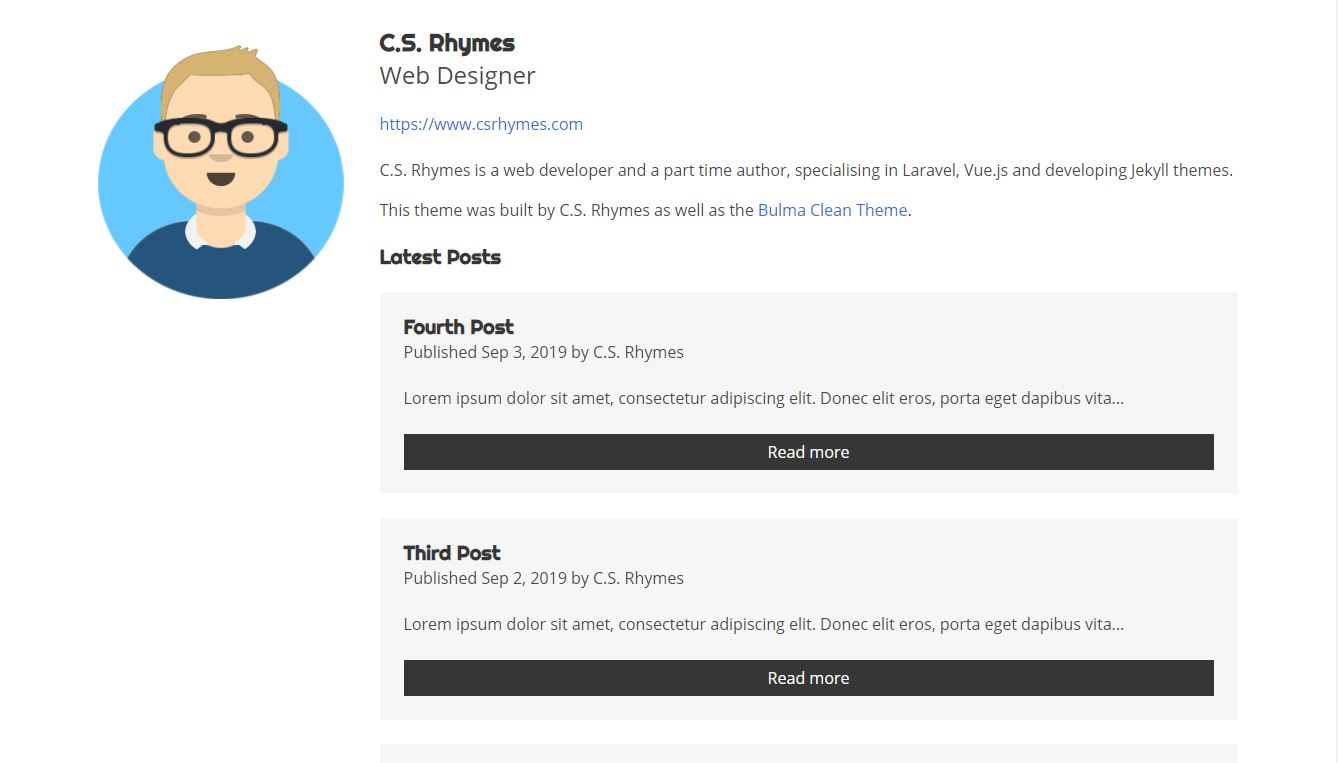 C.S. Rhymes
Web Designer
https://www.csrhymes.com
C.S. Rhymes is a web developer and a part time author, specialising in Laravel, Vue.js and developing Jekyll themes.
This theme was built by C.S. Rhymes as well as the Bulma Clean Theme.
Latest Posts
Fourth Post
Published Sep 3, 2019 by C.S. Rhymes
Lorem ipsum dolor sit amet, consectetur adipiscing elit. Donec elit eros, porta eget dapibus vita...
Read more
Third Post
Published Sep 2, 2019 by C.S. Rhymes
Lorem ipsum dolor sit amet, consectetur adipiscing elit. Donec elit eros, porta eget dapibus vita...
Read more